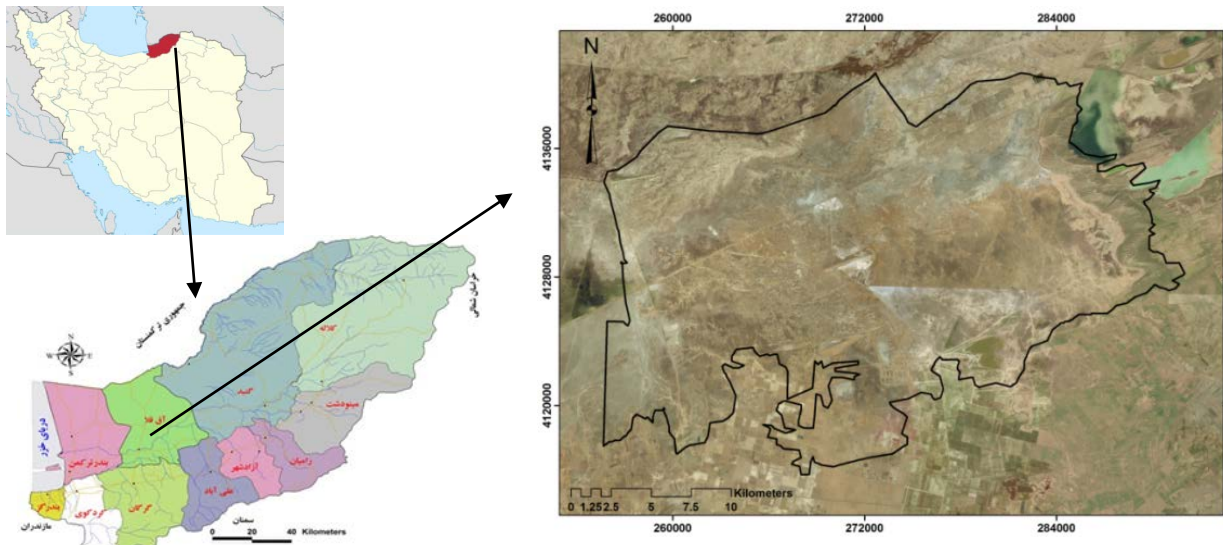 جمهوری ترکمنستان
خراسان شمالی
N
W E
S
کلاله
گنبد
مینودشت
آق قلا
دریای خزر
بندرترکمن
رامیان
آزادشهر
علی آباد
گرگان
کردکوی
بندرگز
مازندران
سمنان
0 20 40 Kilometers
260000 272000 284000
N
4136000
4128000
4120000
Kilometers
0 1.25 2.5 5 7.5 10
260000 272000 284000